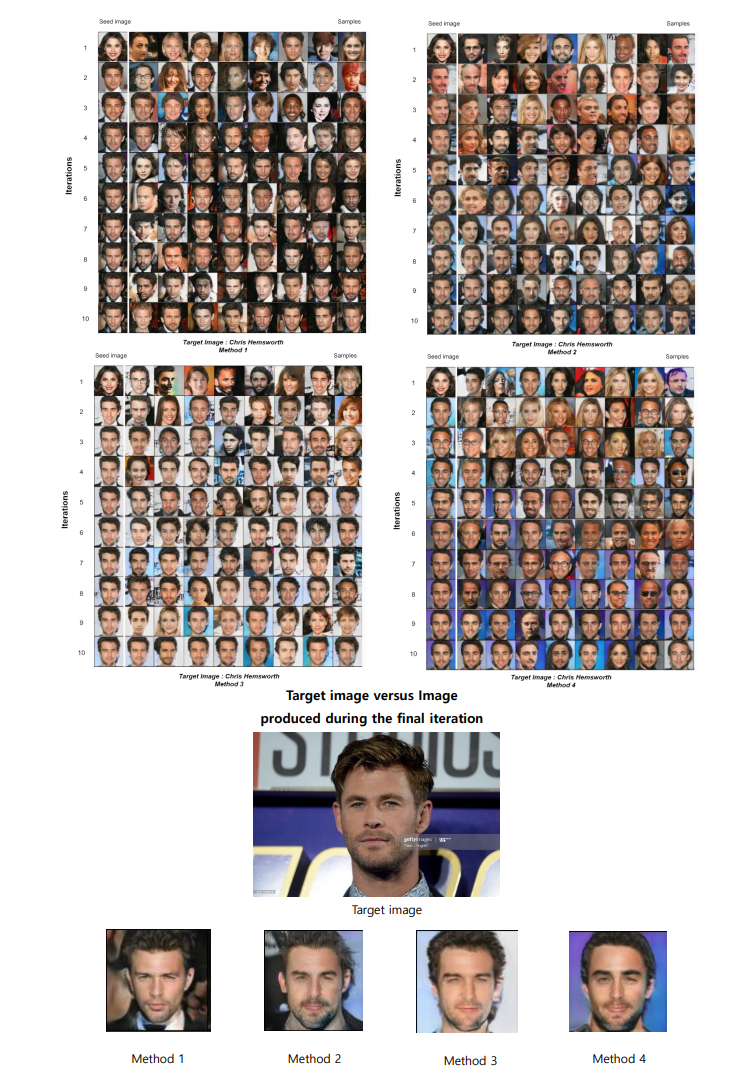 Seed image
Samples
1
2
3
4
5
6
7
8
9
10
Iterations
Target Image : Chris Hemsworth
Method 1
Seed image
Samples
1
2
3
4
5
6
7
8
9
10
Iterations
Target Image : Chris Hemsworth
Method 2
Seed image
Samples
1
2
3
4
5
6
7
8
9
10
Iterations
Target Image : Chris Hemsworth
Method 3
Seed image
Samples
1
2
3
4
5
6
7
8
9
10
Iterations
Target Image : Chris Hemsworth
Method 4
Target image versus Image
produced during the final iteration
gettyimages
Target image
Method 1
Method 2
Method 3
Method 4